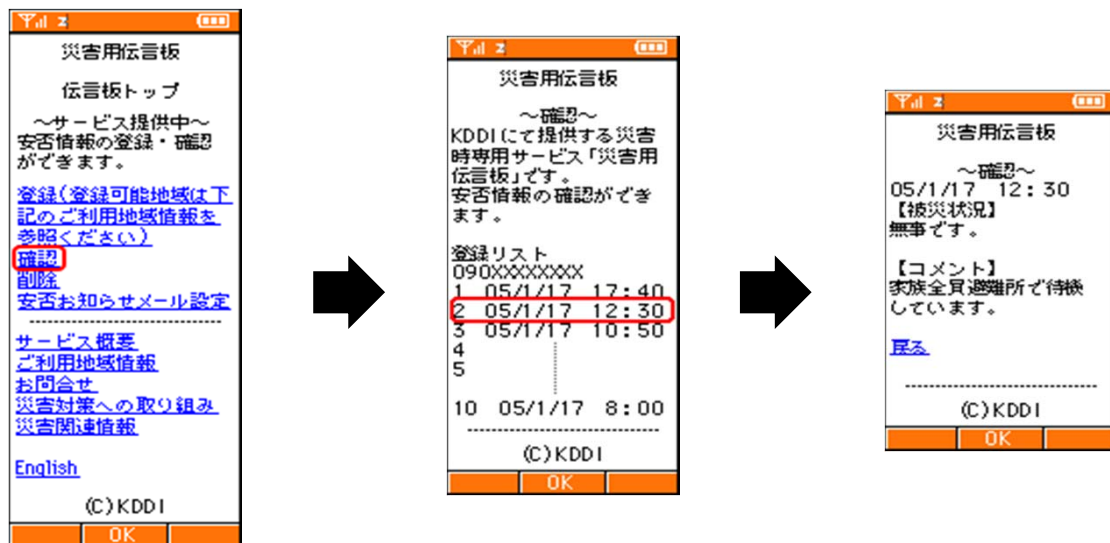 災害用伝言板
伝言板トップ
～サービス提供中～
安否情報の登録・確認
ができます。
登録(登録可能地域は下
記のご利用地域情報を
参照ください)
確認
削除
安否お知らせメール設定
サービス概要
ご利用地域情報
お問合せ
災害対策への取り組み
災害関連情報
English
(C)KDDI
OK
災害用伝言板
～確認～
KDDIにて提供する災害
時専用サービス「災害用
伝言板」です。
安否情報の確認ができ
ます。
登録リスト
090XXXXXXXX
1 05/1/17 17:40
2 05/1/17 12:30
3 05/1/17 10:50
4
5
10 05/1/17 8:00
(C)KDDI
OK
災害用伝言板
～確認～
05/1/17 12:30
【被災状況】
無事です。
【コメント】
家族全員避難所で待機
しています。
戻る
(C)KDDI
OK